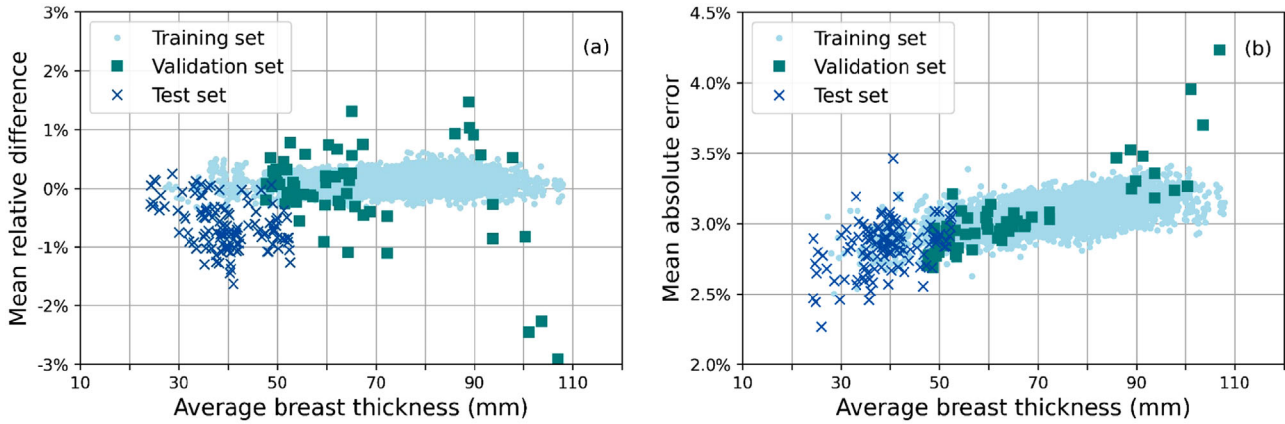 3%
2%
1%
0%
-1%
-2%
-3%
Mean relative difference
Training set
Validation set
Test set
(a)
10 30 50 70 90 110
Average breast thickness (mm)
4.5%
4.0%
3.5%
3.0%
2.5%
2.0%
Mean absolute error
Training set
Validation set
Test set
(b)
10 30 50 70 90 110
Average breast thickness (mm)